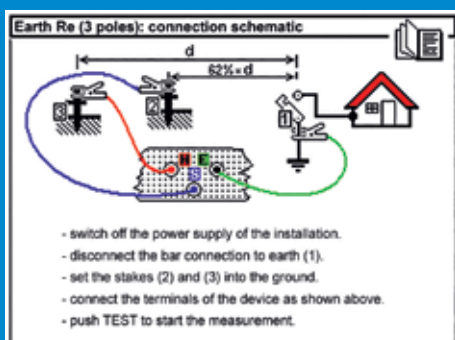 Earth Re (3 poles): connection schematic
d
62%×d
3
2
1
H E
S
- switch off the power supply of the installation.
- disconnect the bar connection to earth (1).
- set the stakes (2) and (3) into the ground.
- connect the terminals of the device as shown above.
- push TEST to start the measurement.